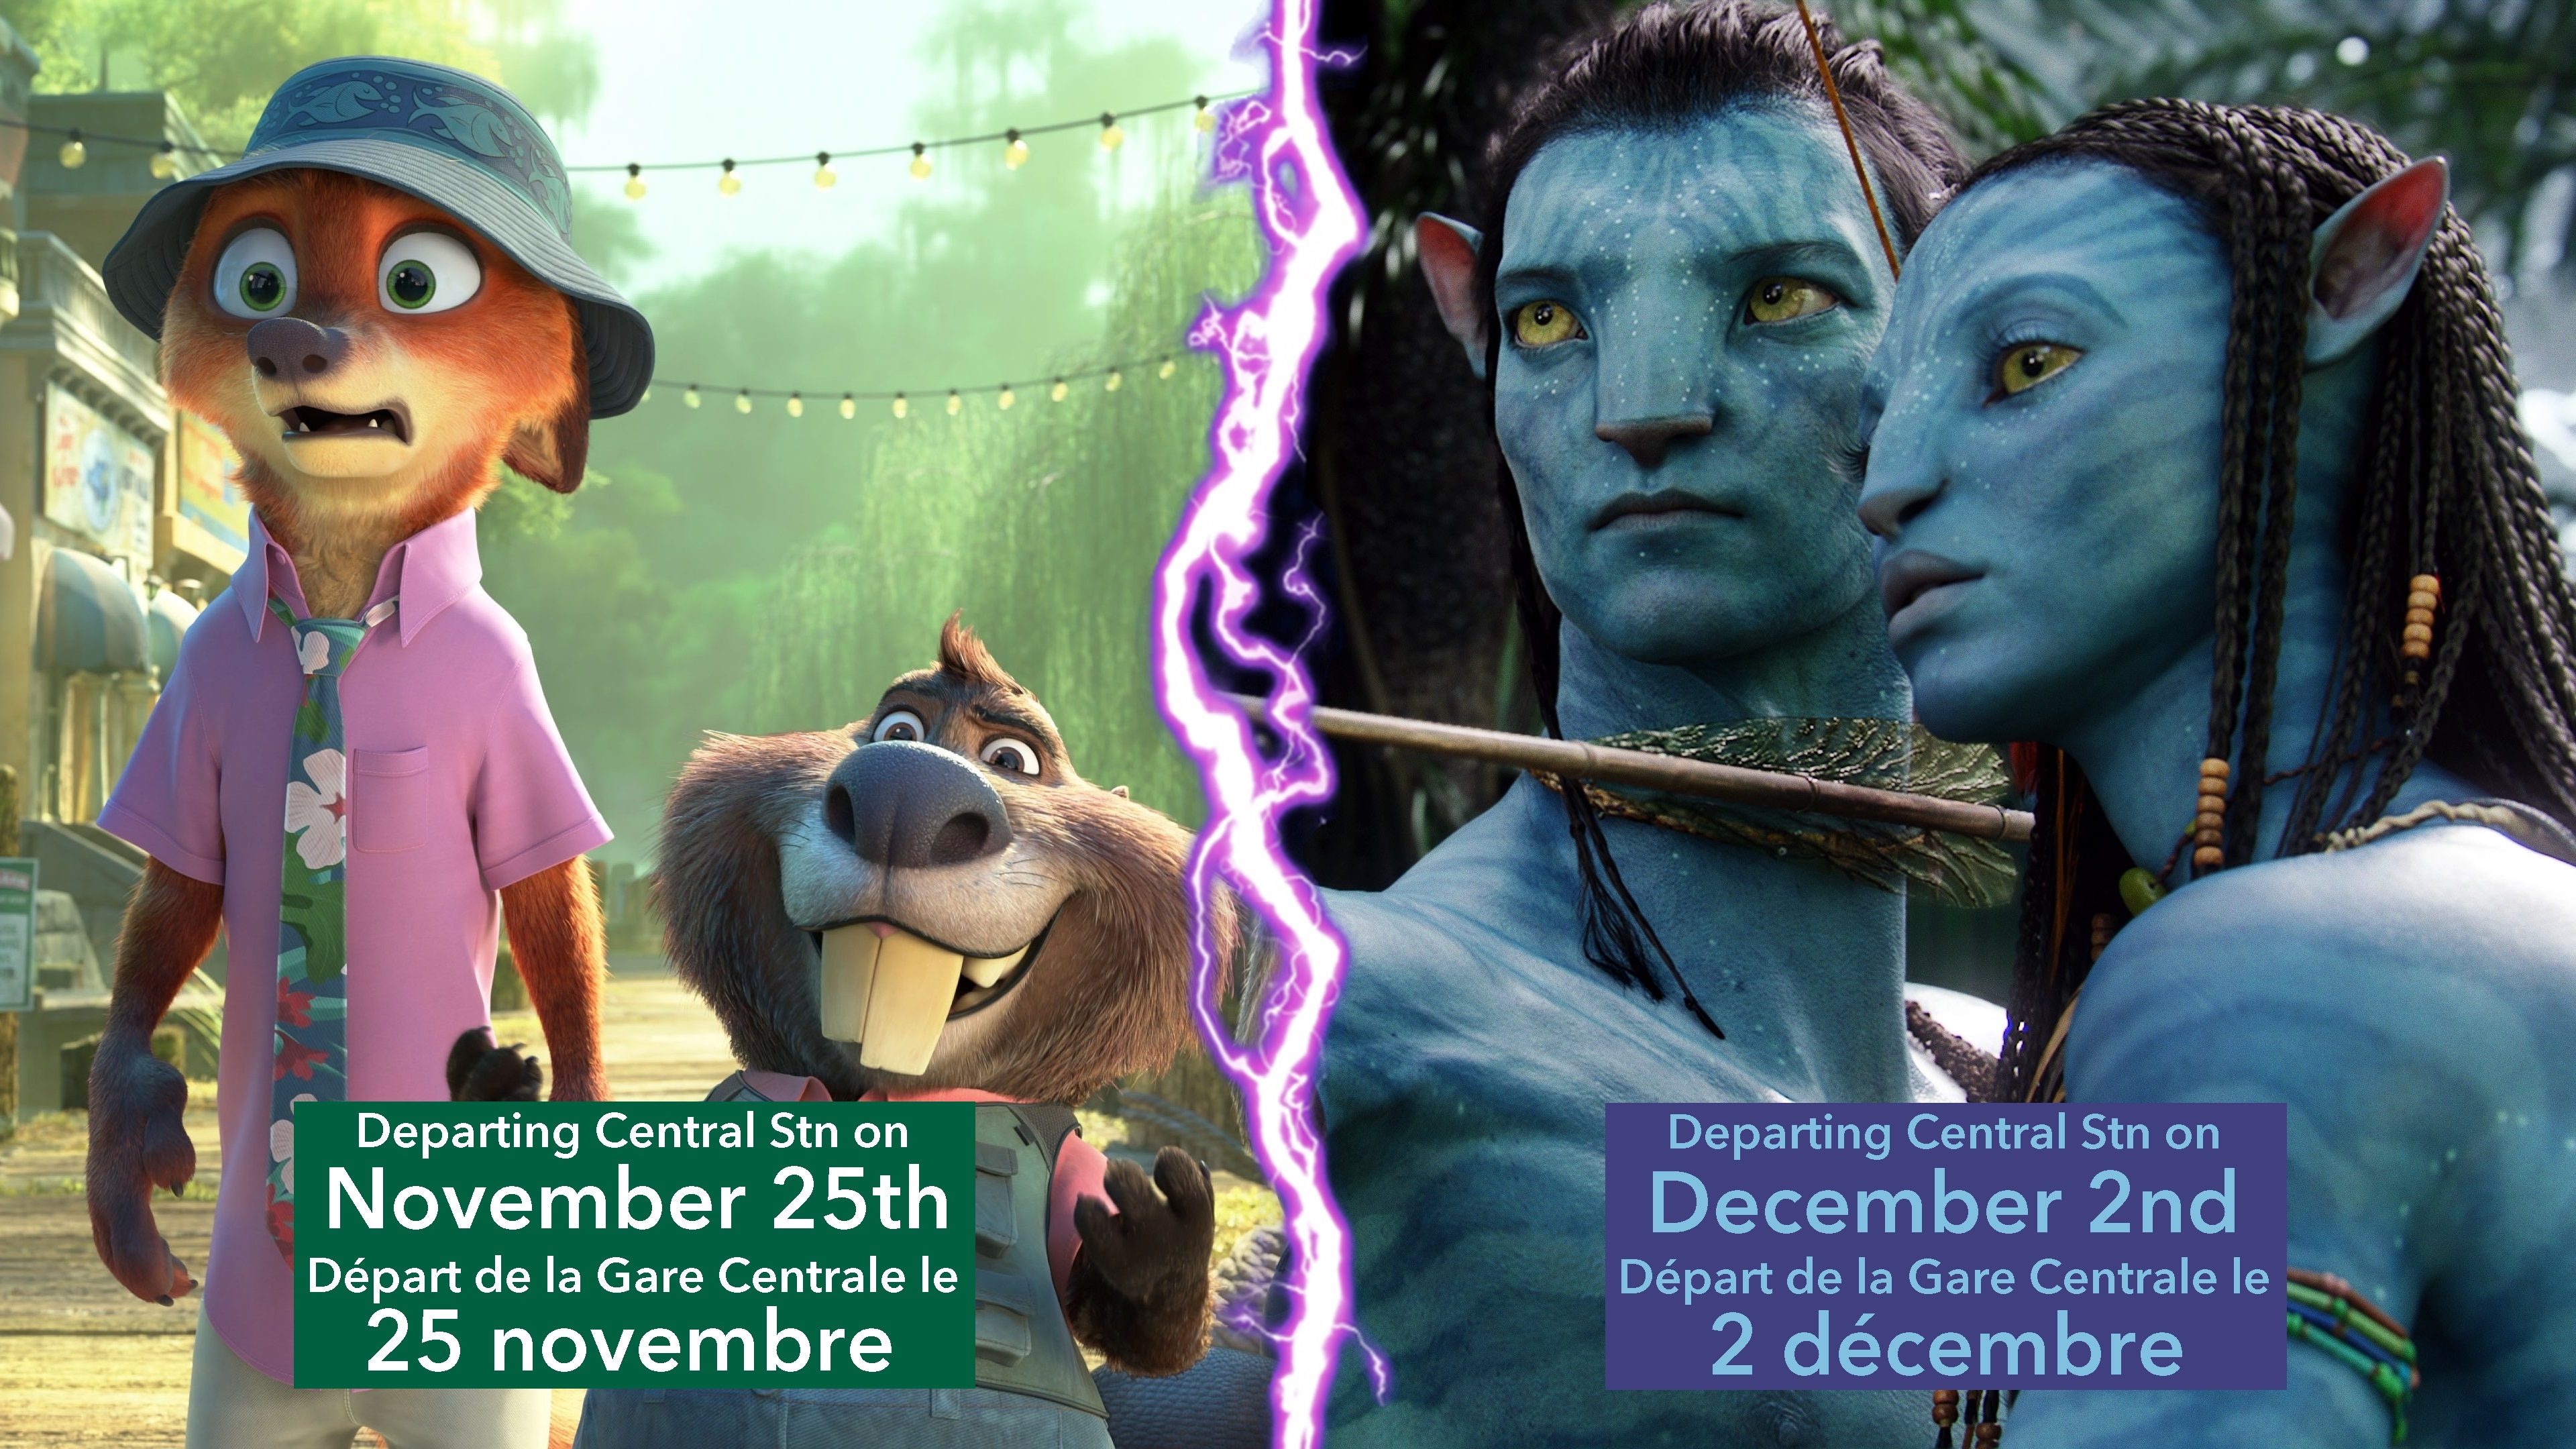 Departing Central Stn on
November 25th
Départ de la Gare Centrale le
25 novembre
Departing Central Stn on
December 2nd
Départ de la Gare Centrale le
2 décembre